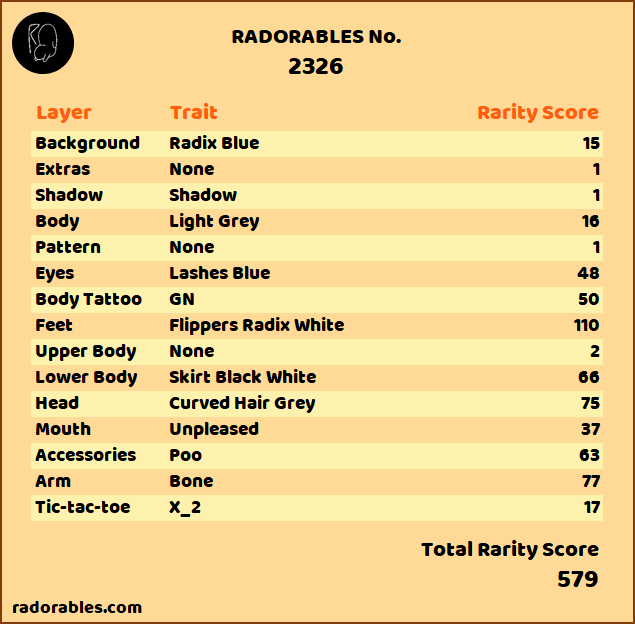 RADORABLES No.
2326
Layer Trait Rarity Score
Background Radix Blue 15
Extras None 1
Shadow Shadow 1
Body Light Grey 16
Pattern None 1
Eyes Lashes Blue 48
Body Tattoo GN 50
Feet Flippers Radix White 110
Upper Body None 2
Lower Body Skirt Black White 66
Head Curved Hair Grey 75
Mouth Unpleased 37
Accessories Poo 63
Arm Bone 77
Tic-tac-toe X_2 17
Total Rarity Score
579
radorables.com